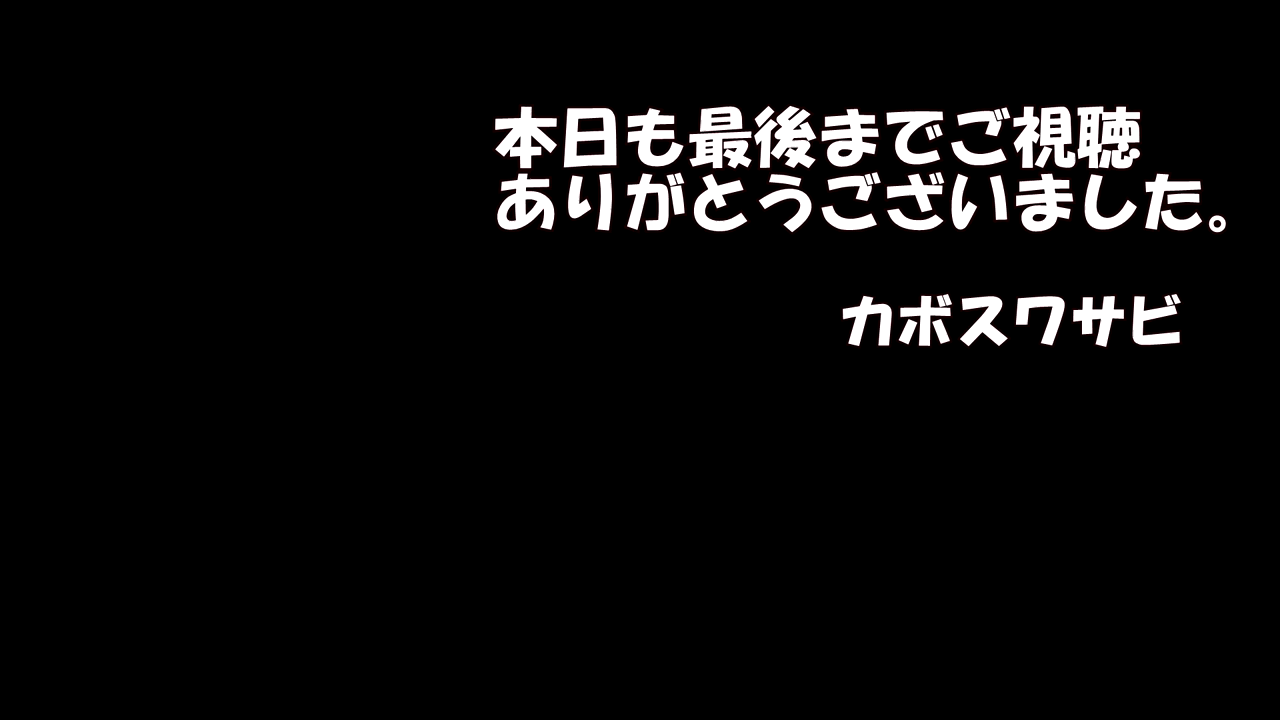 本日も最後までご視聴
ありがとうございました。
カボスワサビ